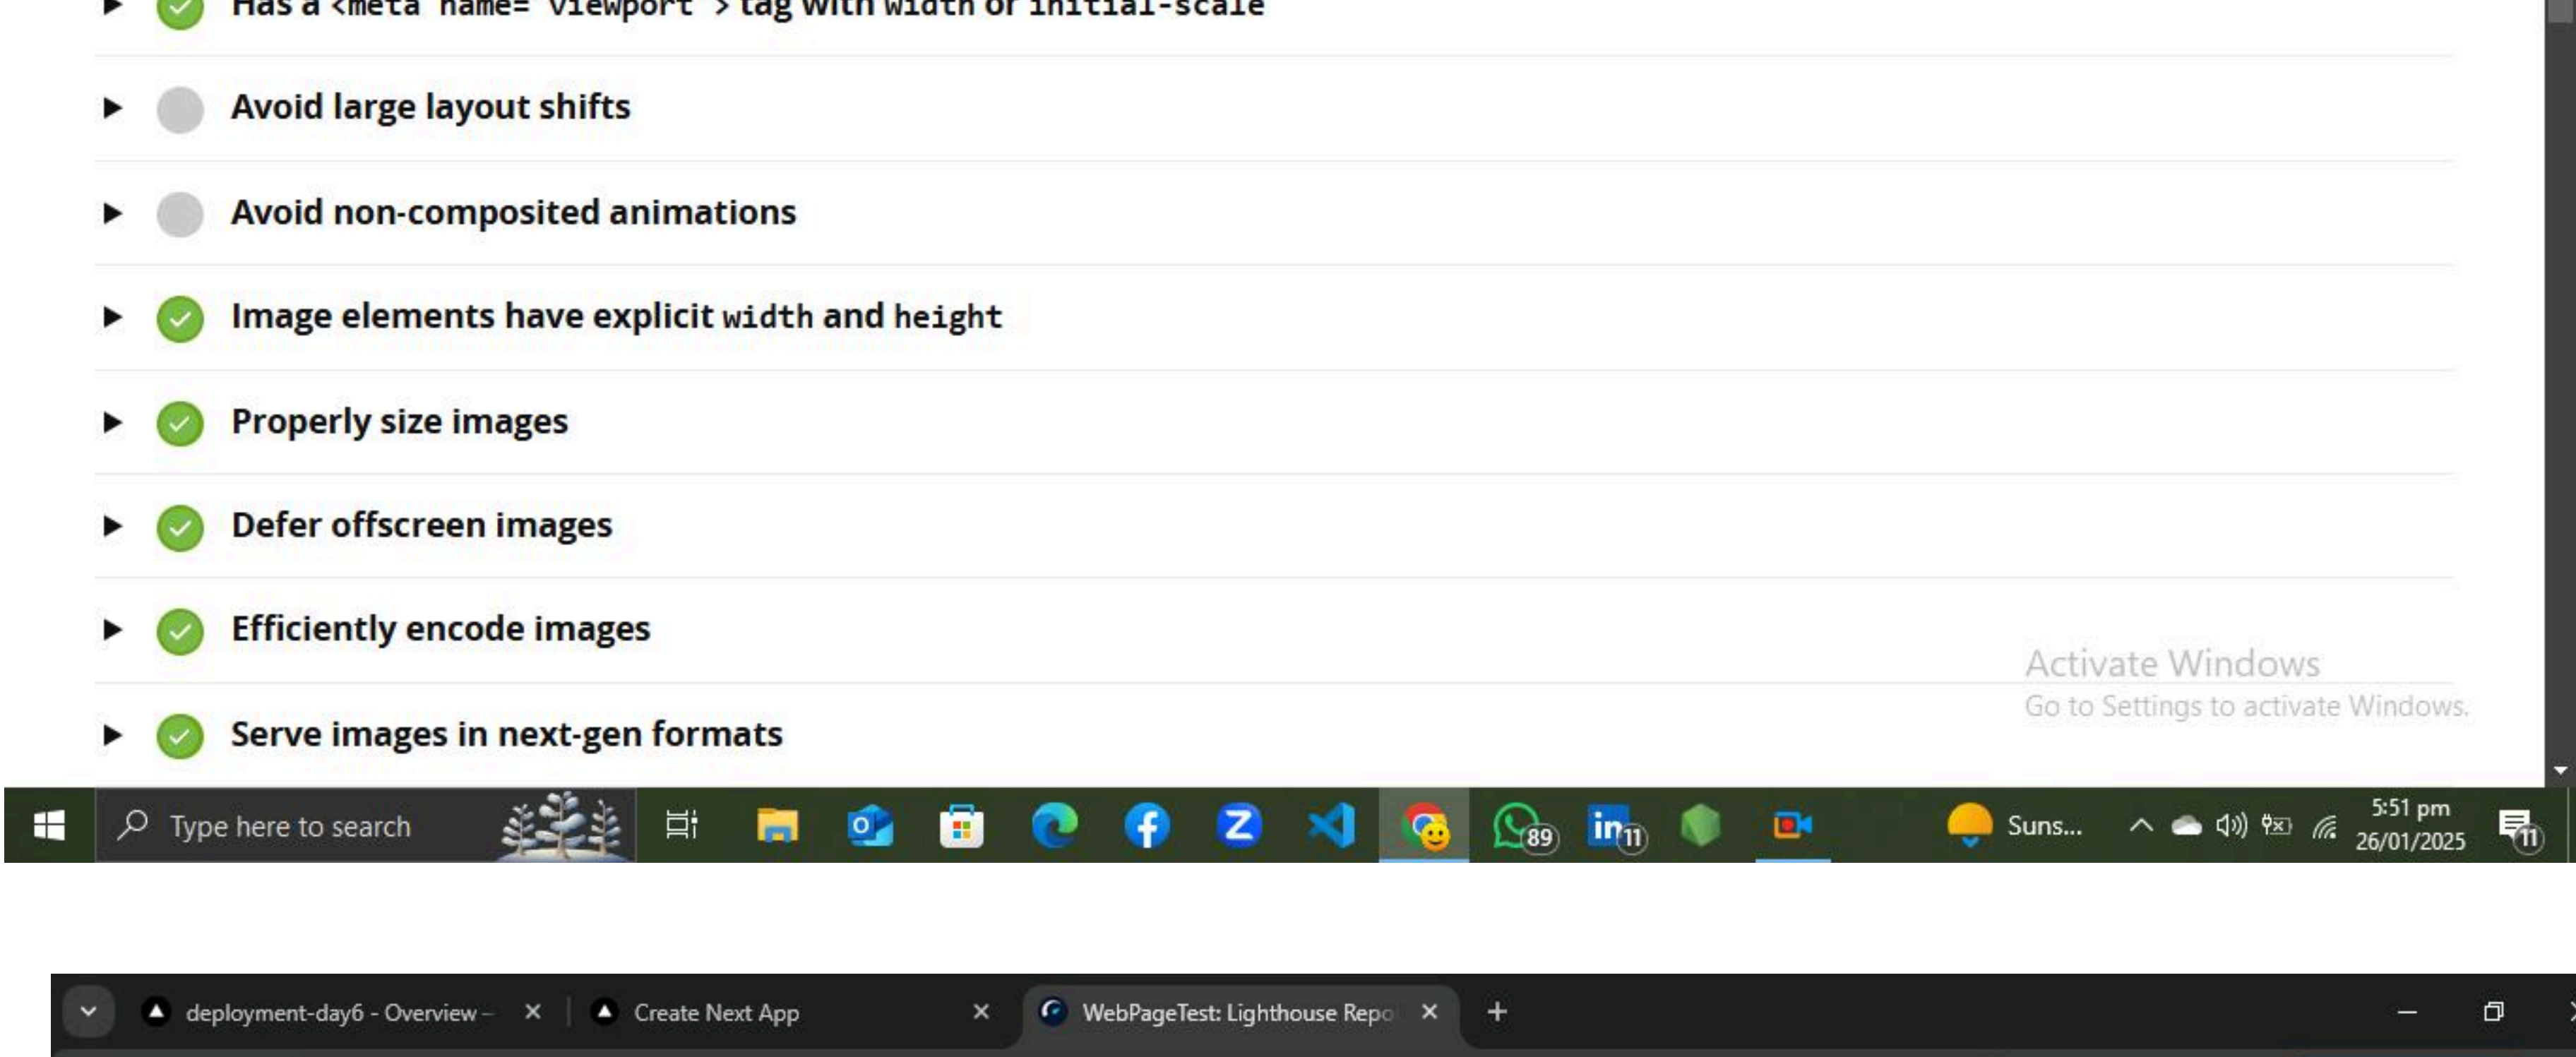 Has a <meta name="viewport"> tag with width or initial-scale
Avoid large layout shifts
Avoid non-composited animations
Image elements have explicit width and height
Properly size images
Defer offscreen images
Efficiently encode images
Serve images in next-gen formats
Activate Windows
Go to Settings to activate Windows.
Type here to search
89
11
Suns...
5:51 pm
26/01/2025
11
deployment-day6 - Overview –
Create Next App
WebPageTest: Lighthouse Repo